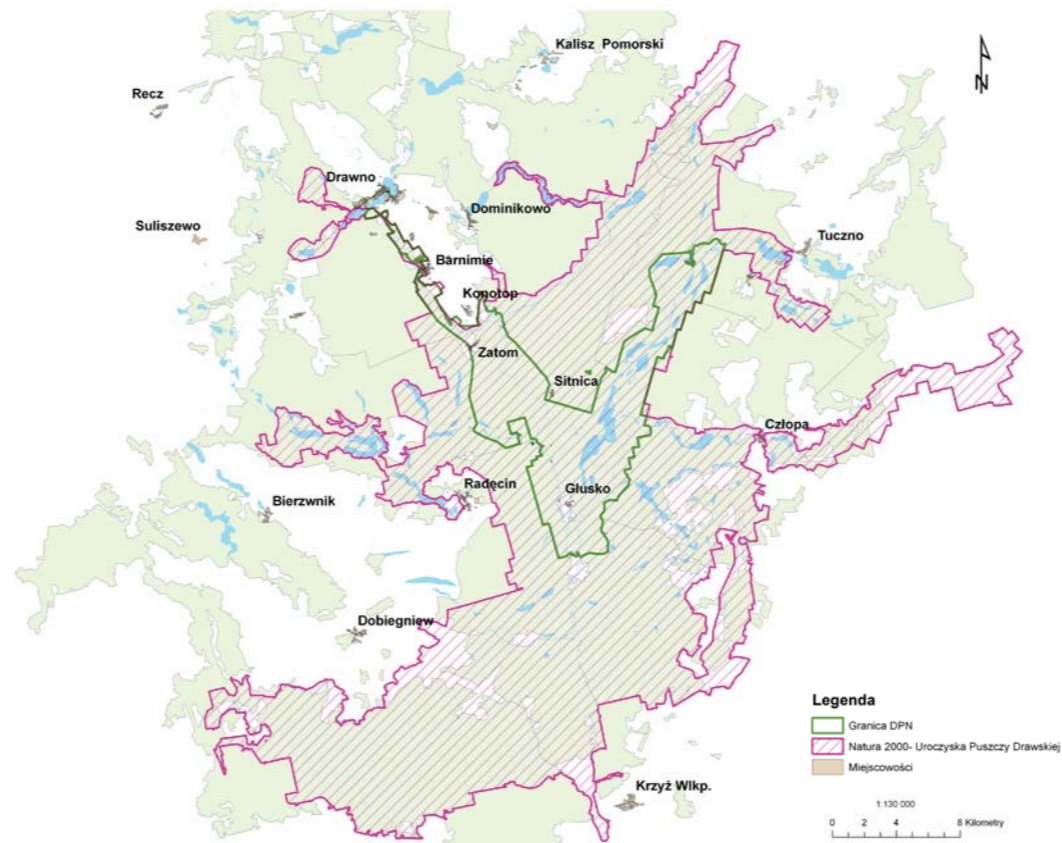 Kalisz Pomorski
N
Recz
Drawno
Dominikowo
Suliszewo
Tuczno
Barnimie
Konotop
Zatom
Sitnica
Człopa
Radęcin
Głusko
Bierzwnik
Dobiegniew
Krzyż Wlkp.
Legenda
Granica DPN
Natura 2000- Uroczyska Puszczy Drawskiej
Miejscowości
1:130 000
0 2 4 8 Kilometry